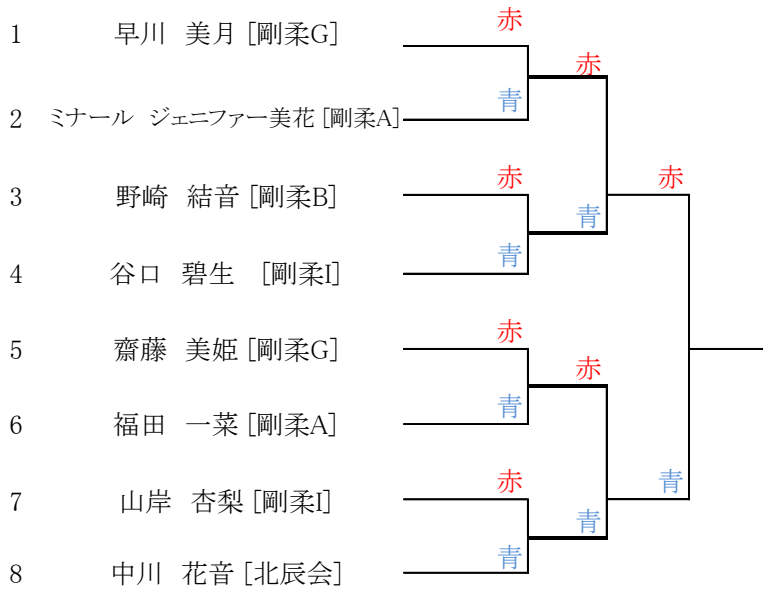 1 早川 美月 [剛柔G] 赤
赤
2 ミナール ジェニファー美花 [剛柔A] 青
3 野崎 結音 [剛柔B] 赤 赤
青
4 谷口 碧生 [剛柔I] 青
5 齋藤 美姫 [剛柔G] 赤
赤
6 福田 一菜 [剛柔A] 青
7 山岸 杏梨 [剛柔I] 赤 青
青
8 中川 花音 [北辰会] 青